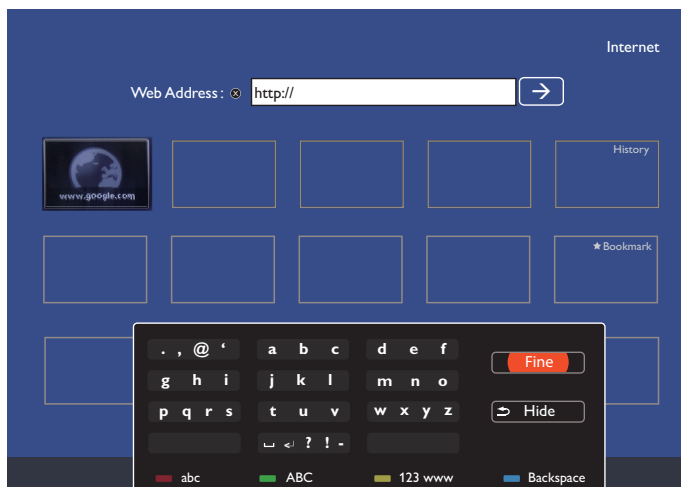 Internet
Web Address : http://
→
www.google.com
History
★ Bookmark
. , @ ‘ a b c d e f
Fine
g h i j k l m n o
p q r s t u v w x y z
Hide
? ! -
abc ABC 123 www Backspace